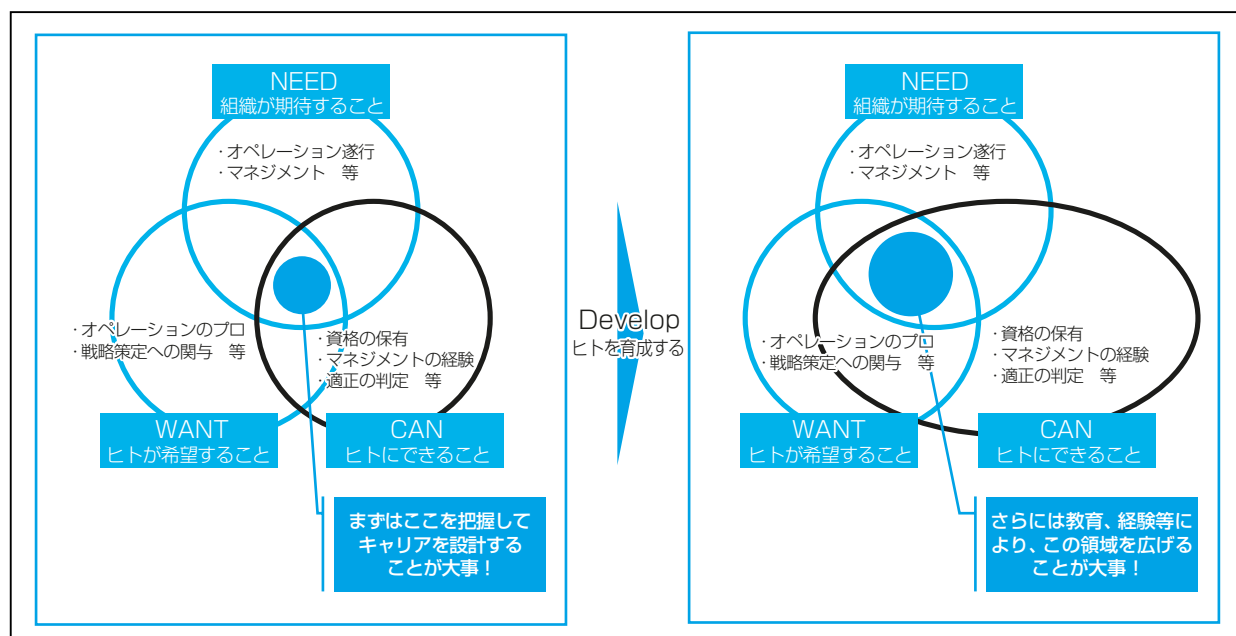 NEED
組織が期待すること
・オペレーション遂行
・マネジメント　等
・オペレーションのプロ
・戦略策定への関与　等
・資格の保有
・マネジメントの経験
・適正の判定　等
WANT
ヒトが希望すること
CAN
ヒトにできること
まずはここを把握して
キャリアを設計する
ことが大事！
Develop
ヒトを育成する
NEED
組織が期待すること
・オペレーション遂行
・マネジメント　等
・オペレーションのプロ
・戦略策定への関与　等
・資格の保有
・マネジメントの経験
・適正の判定　等
WANT
ヒトが希望すること
CAN
ヒトにできること
さらには教育、経験等に
より、この領域を広げる
ことが大事！